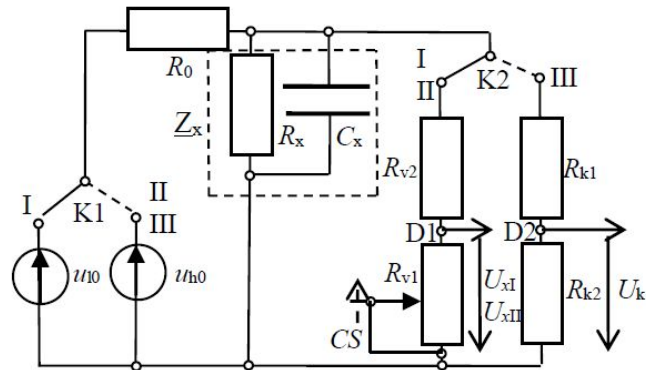 R0
I
II
K2
III
Zx
Rx
Cx
Rv2
Rk1
I
K1
II
III
D1
D2
ul0
uh0
Rv1
UxI
UxII
Rk2
Uk
CS